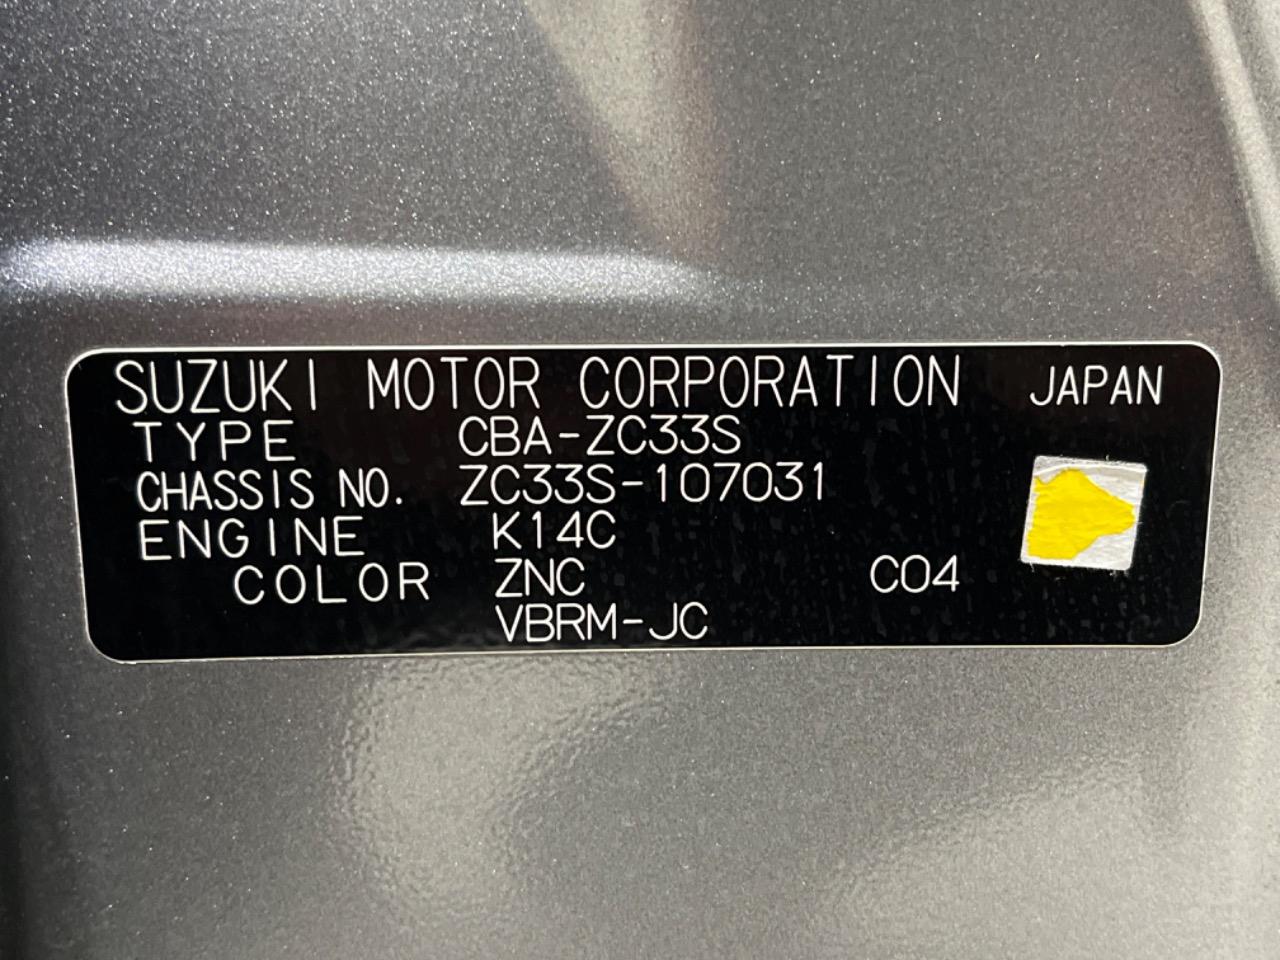 SUZUKI MOTOR CORPORATION JAPAN
TYPE CBA-ZC33S
CHASSIS NO. ZC33S-107031
ENGINE K14C
COLOR ZNC C04
VBRM-JC